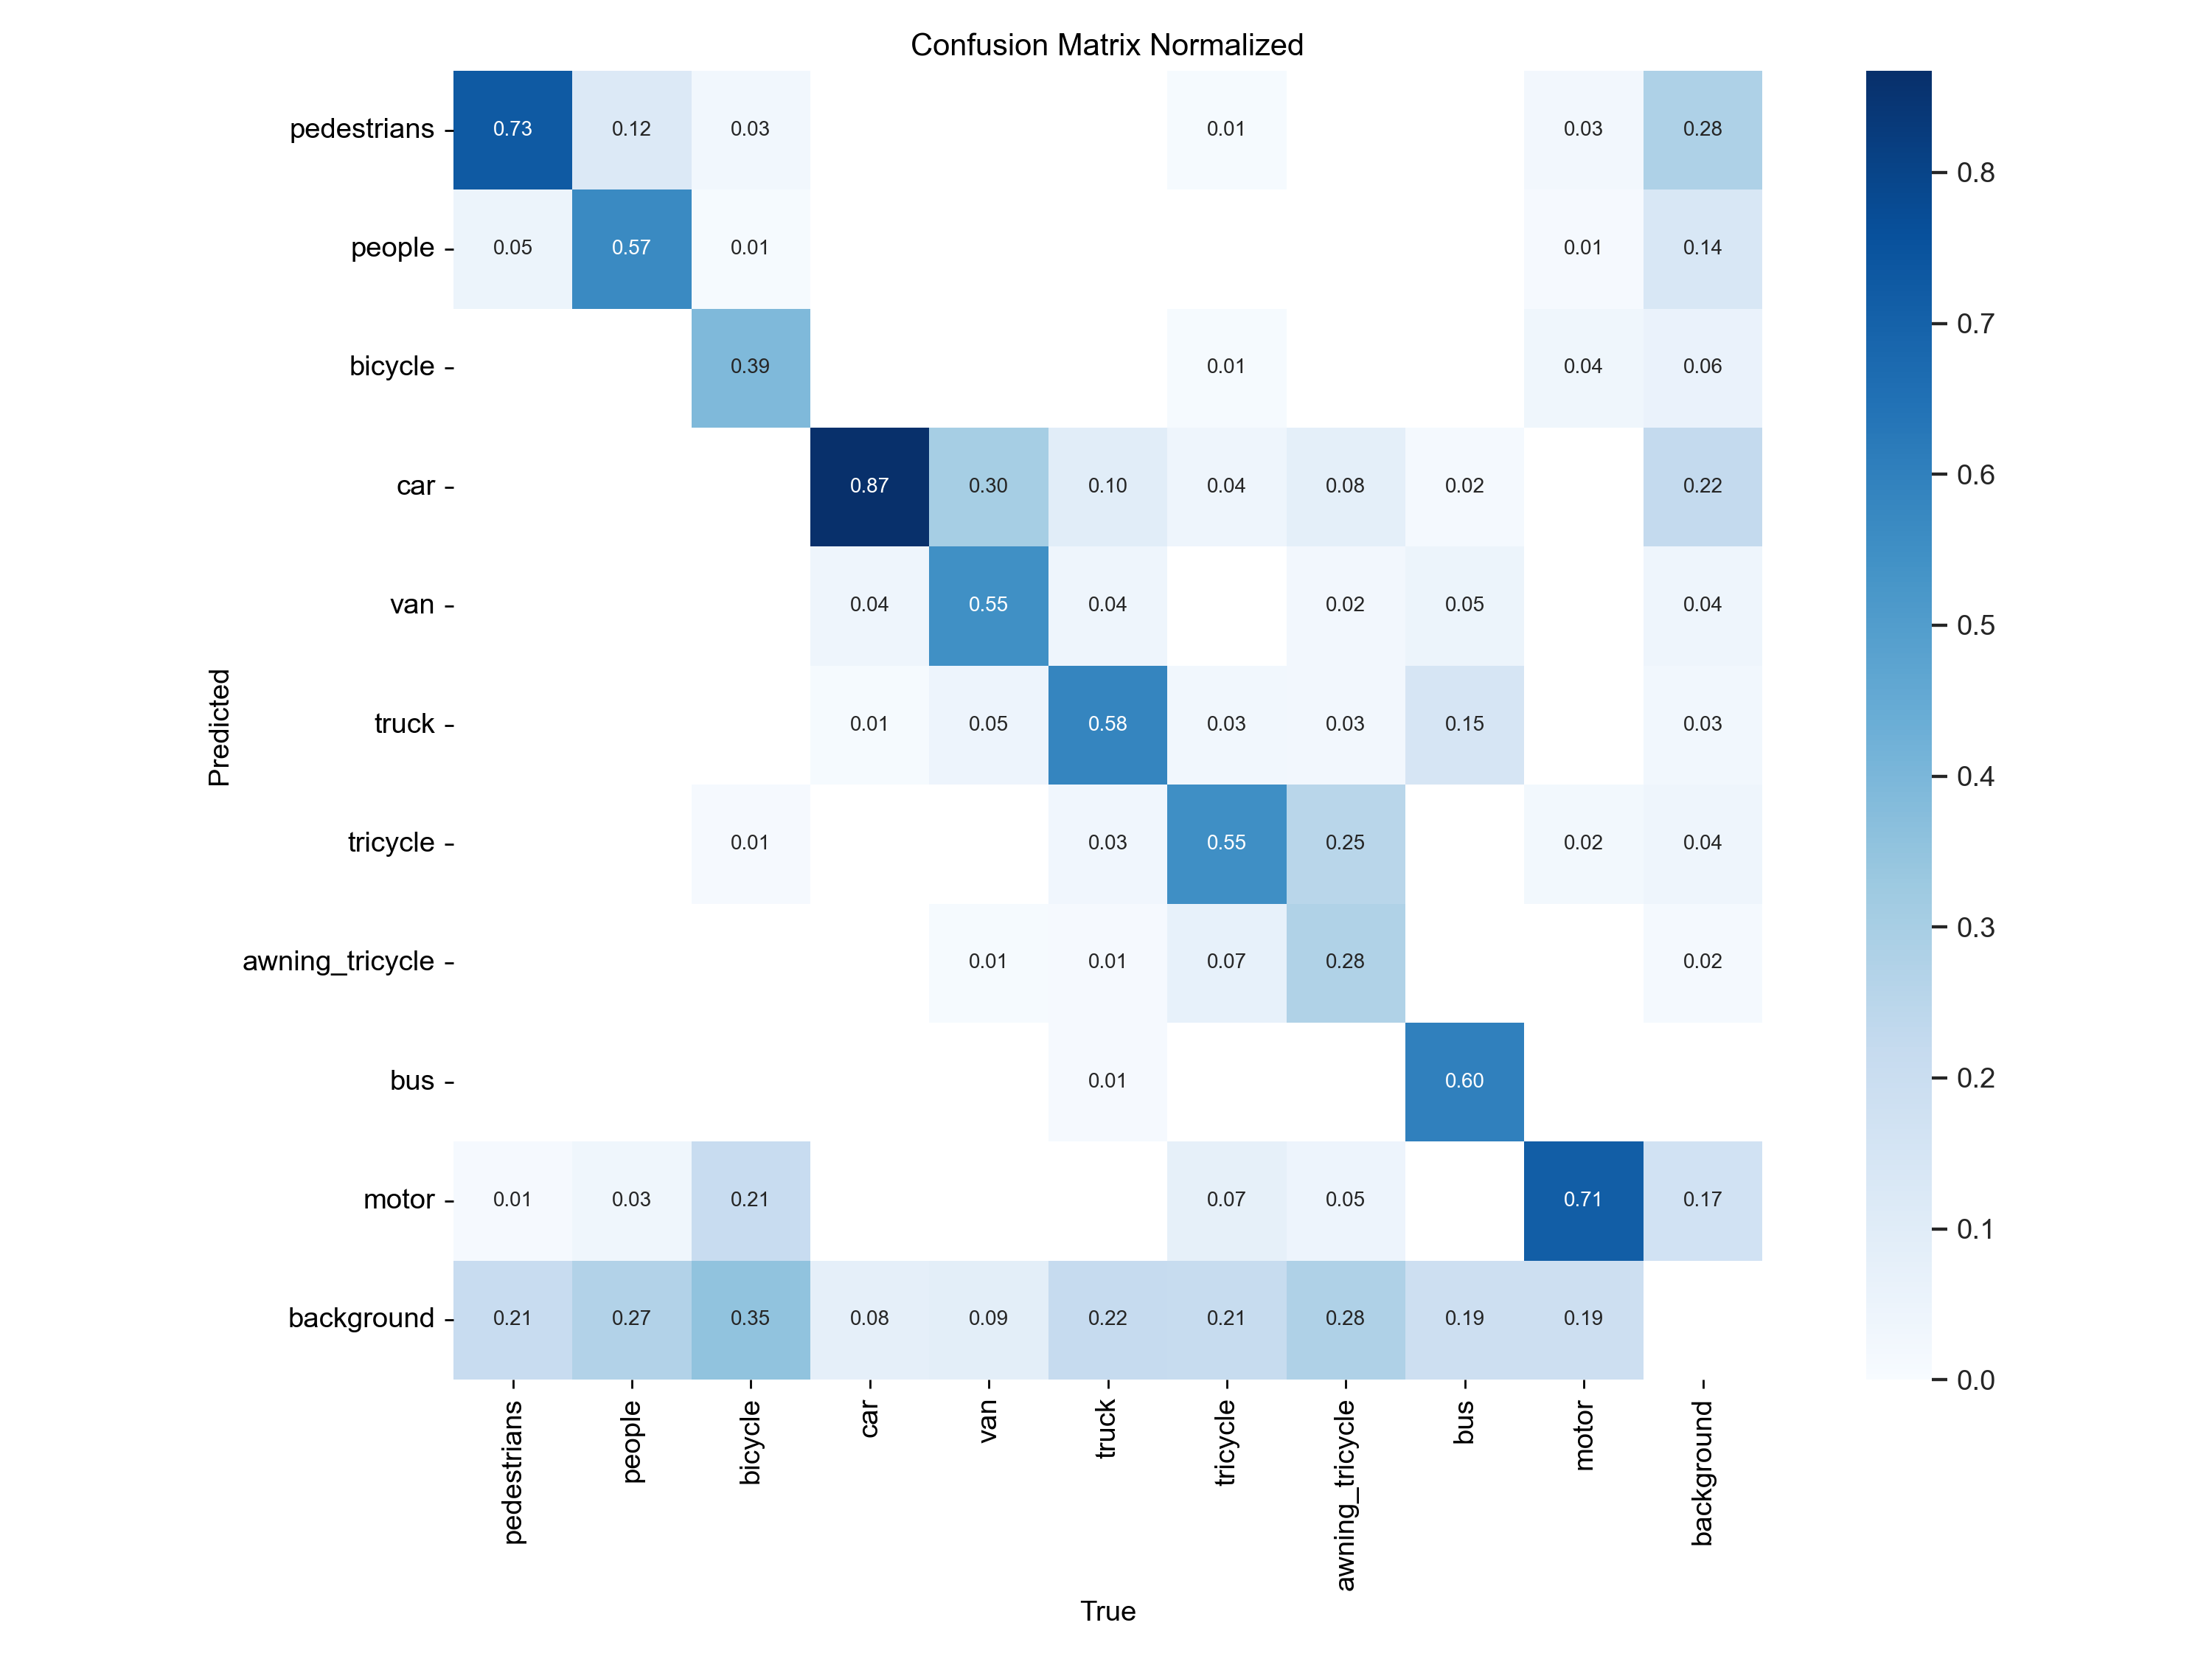 Confusion Matrix Normalized
pedestrians 0.73 0.12 0.03 0.01 0.03 0.28
people 0.05 0.57 0.01 0.01 0.14
bicycle 0.39 0.01 0.04 0.06
car 0.87 0.30 0.10 0.04 0.08 0.02 0.22
van 0.04 0.55 0.04 0.02 0.05 0.04
truck 0.01 0.05 0.58 0.03 0.03 0.15 0.03
tricycle 0.01 0.03 0.55 0.25 0.02 0.04
awning_tricycle 0.01 0.01 0.07 0.28 0.02
bus 0.01 0.60
motor 0.01 0.03 0.21 0.07 0.05 0.71 0.17
background 0.21 0.27 0.35 0.08 0.09 0.22 0.21 0.28 0.19 0.19
Predicted
pedestrians people bicycle car van truck tricycle awning_tricycle bus motor background
True
0.8
0.7
0.6
0.5
0.4
0.3
0.2
0.1
0.0